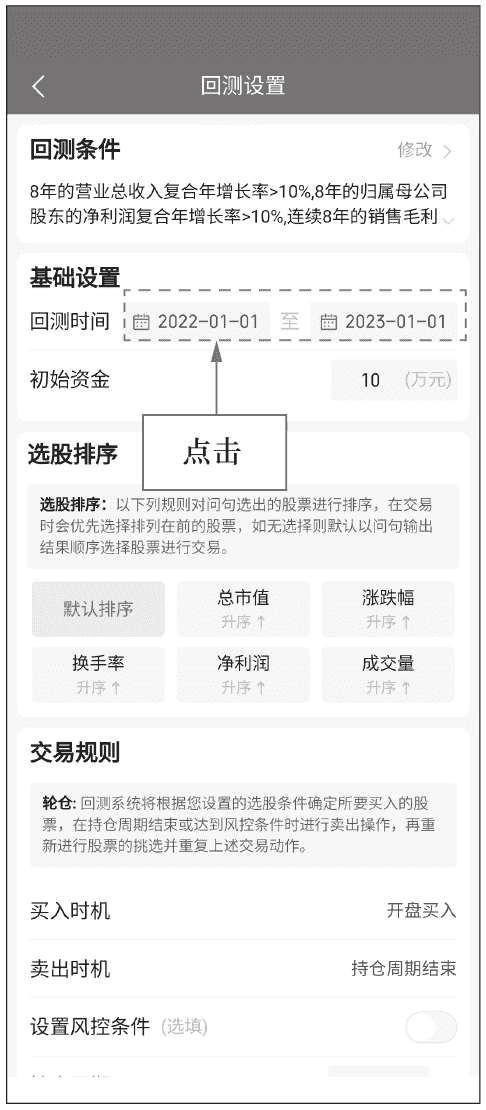 回测设置
回测条件 修改
8年的营业总收入复合年增长率>10%,8年的归属母公司
股东的净利润复合年增长率>10%,连续8年的销售毛利
基础设置
回测时间 2022-01-01 至 2023-01-01
初始资金 10 (万元)
点击
选股排序
选股排序：以下列规则对问句选出的股票进行排序，在交易
时会优先选择排列在前的股票，如无选择则默认以问句输出
结果顺序选择股票进行交易。
默认排序 总市值 涨跌幅
升序↑ 升序↑
换手率 净利润 成交量
升序↑ 升序↑ 升序↑
交易规则
轮仓: 回测系统将根据您设置的选股条件确定所要买入的股
票，在持仓周期结束或达到风控条件时进行卖出操作，再重
新进行股票的挑选并重复上述交易动作。
买入时机 开盘买入
卖出时机 持仓周期结束
设置风控条件 (选填)